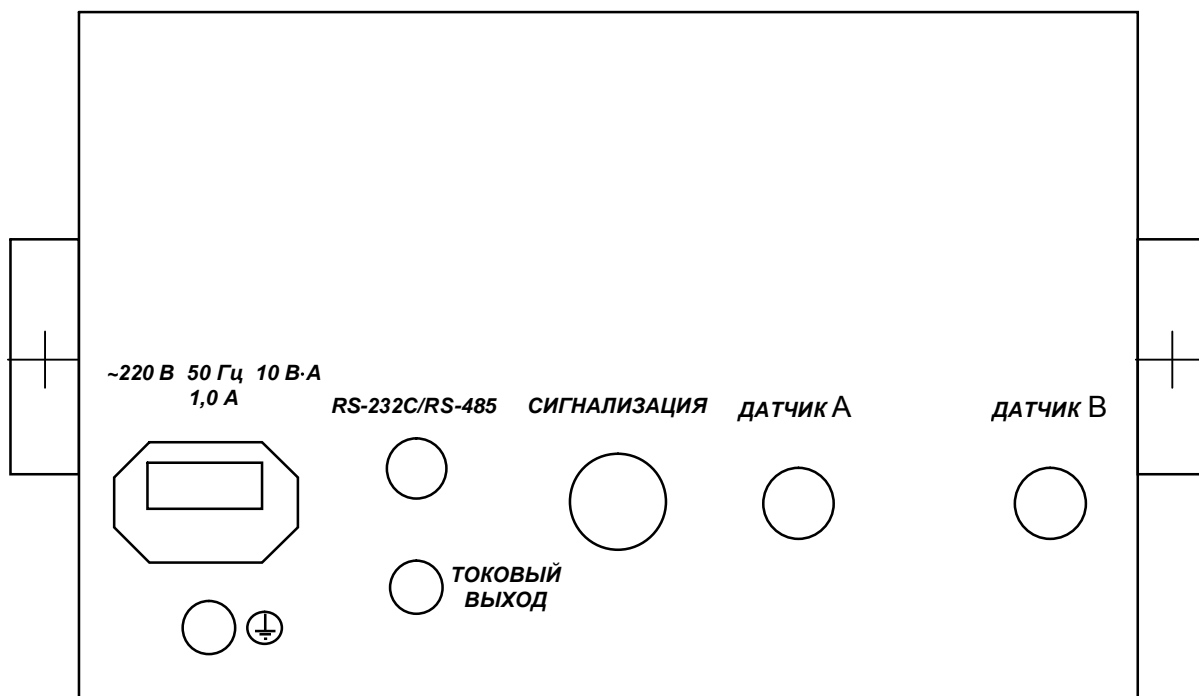 ~220 В 50 Гц 10 В·А
1,0 А
RS-232C/RS-485
СИГНАЛИЗАЦИЯ
ДАТЧИК А
ДАТЧИК В
ТОКОВЫЙ
ВЫХОД